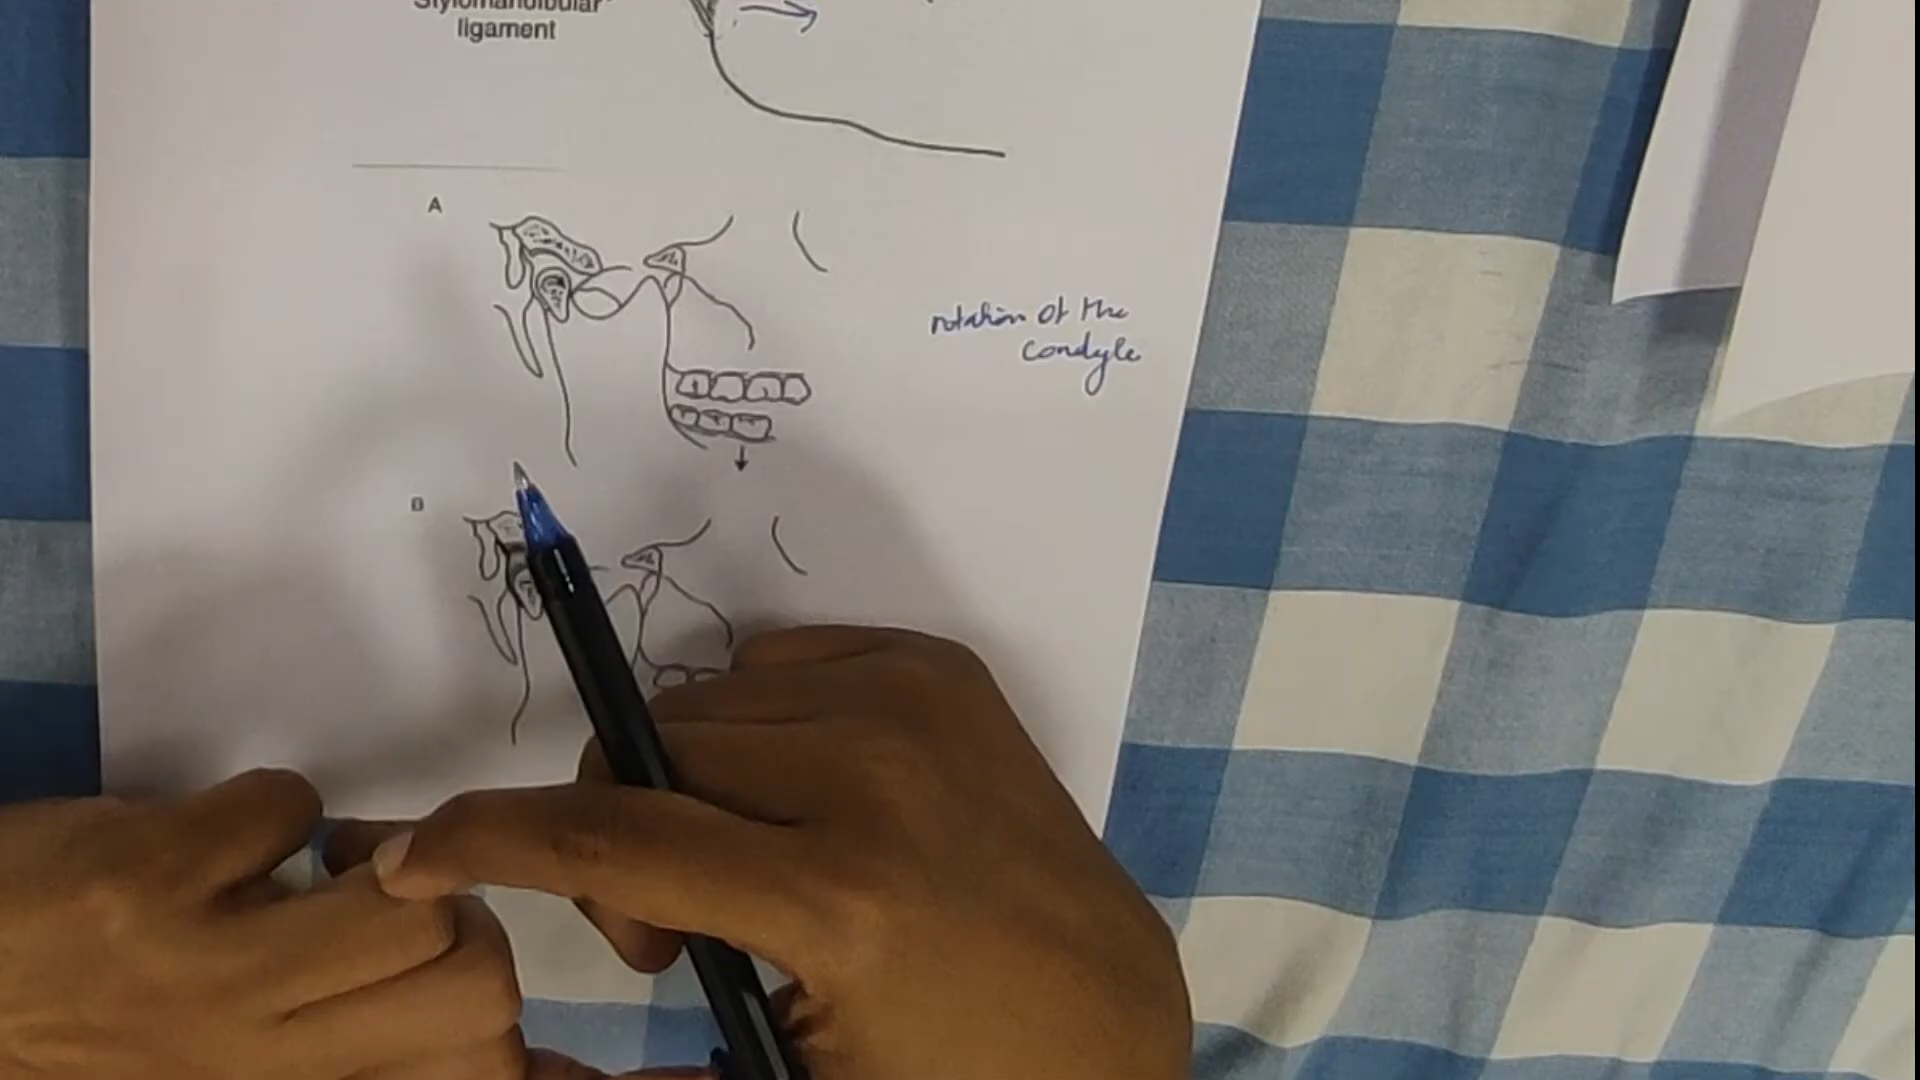 Stylomandibular
ligament
A
rotation of the
condyle
B